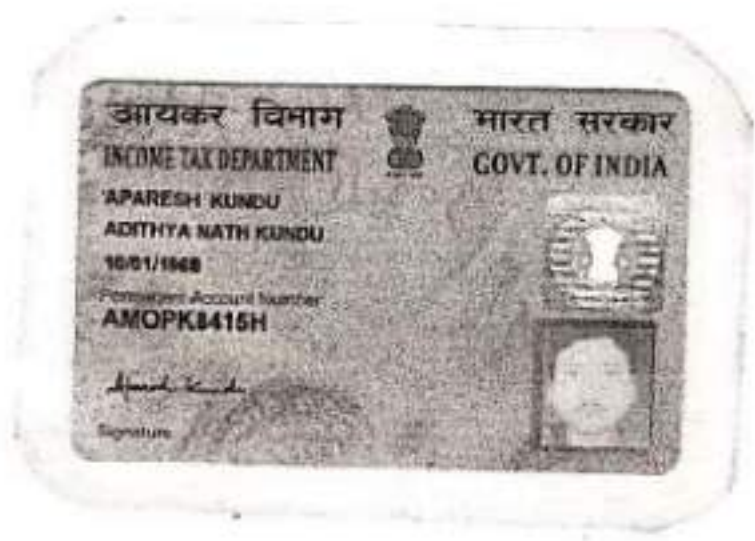 आयकर विभाग
भारत सरकार
INCOME TAX DEPARTMENT
GOVT. OF INDIA
APARESH KUNDU
ADITHYA NATH KUNDU
10/01/1968
Permanent Account Number
AMOPK8415H
Signature